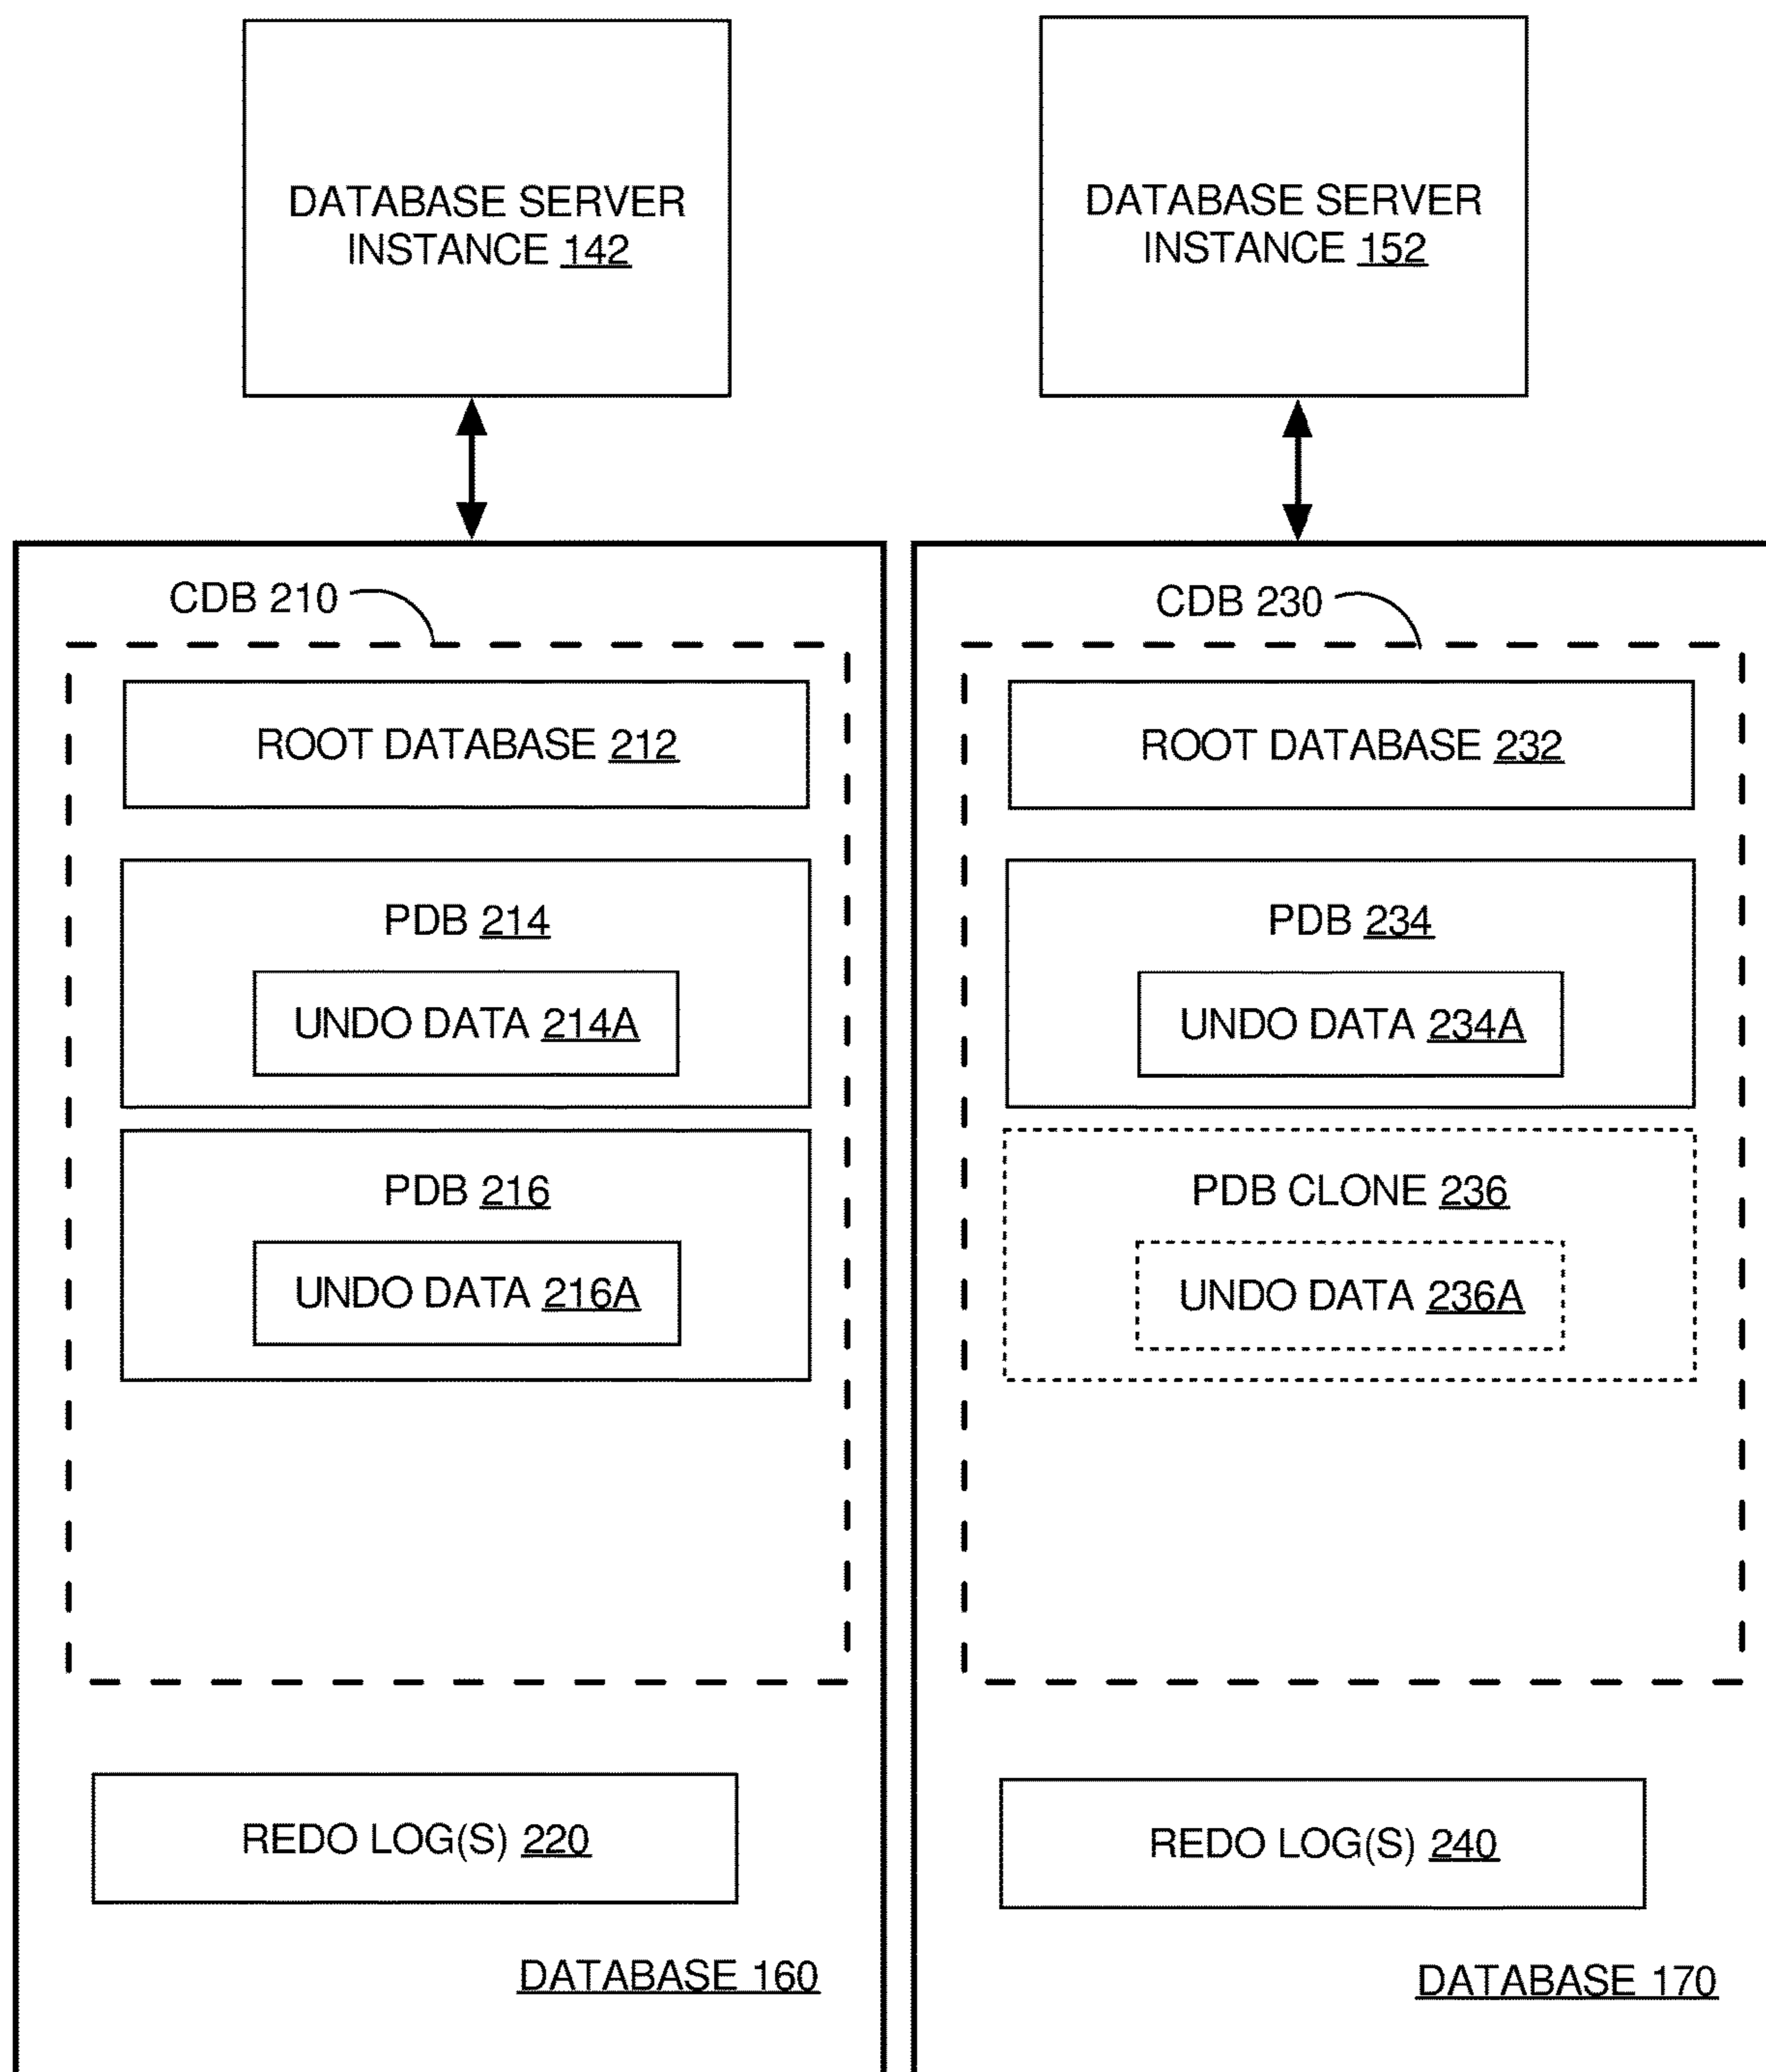 DATABASE SERVER
INSTANCE 142
DATABASE SERVER
INSTANCE 152
CDB 210
ROOT DATABASE 212
PDB 214
UNDO DATA 214A
PDB 216
UNDO DATA 216A
REDO LOG(S) 220
DATABASE 160
CDB 230
ROOT DATABASE 232
PDB 234
UNDO DATA 234A
PDB CLONE 236
UNDO DATA 236A
REDO LOG(S) 240
DATABASE 170